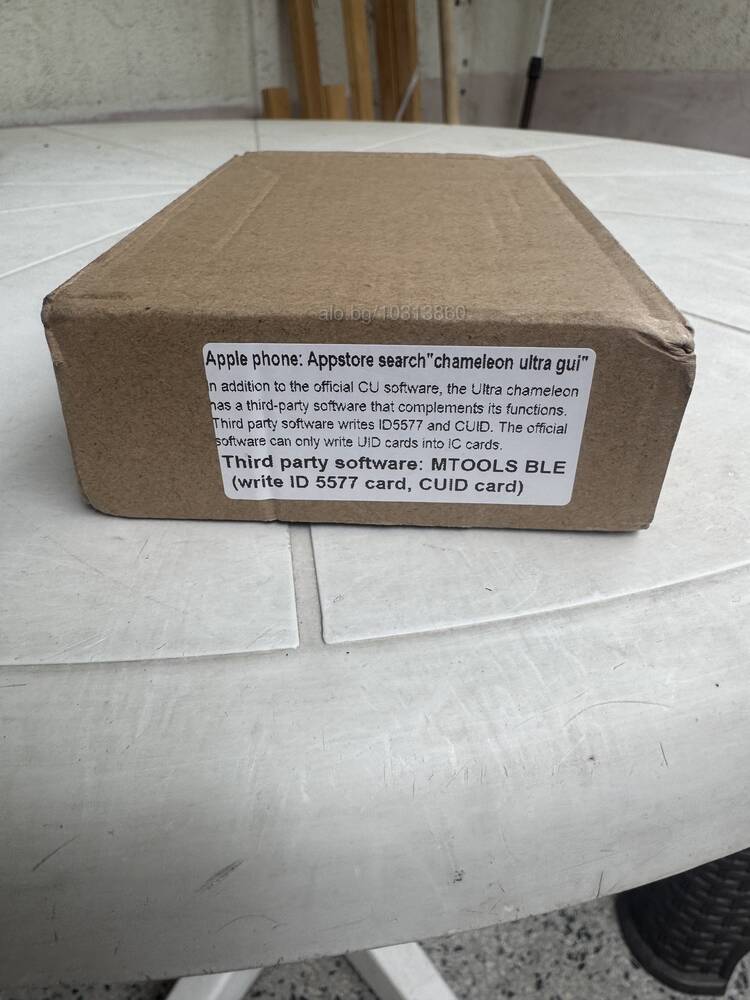 alo.bg/10313860
Apple phone: Appstore search"chameleon ultra gui"
n addition to the official CU software, the Ultra chameleon
has a third-party software that complements its functions.
Third party software writes ID5577 and CUID. The official
software can only write UID cards into IC cards.
Third party software: MTOOLS BLE
(write ID 5577 card, CUID card)